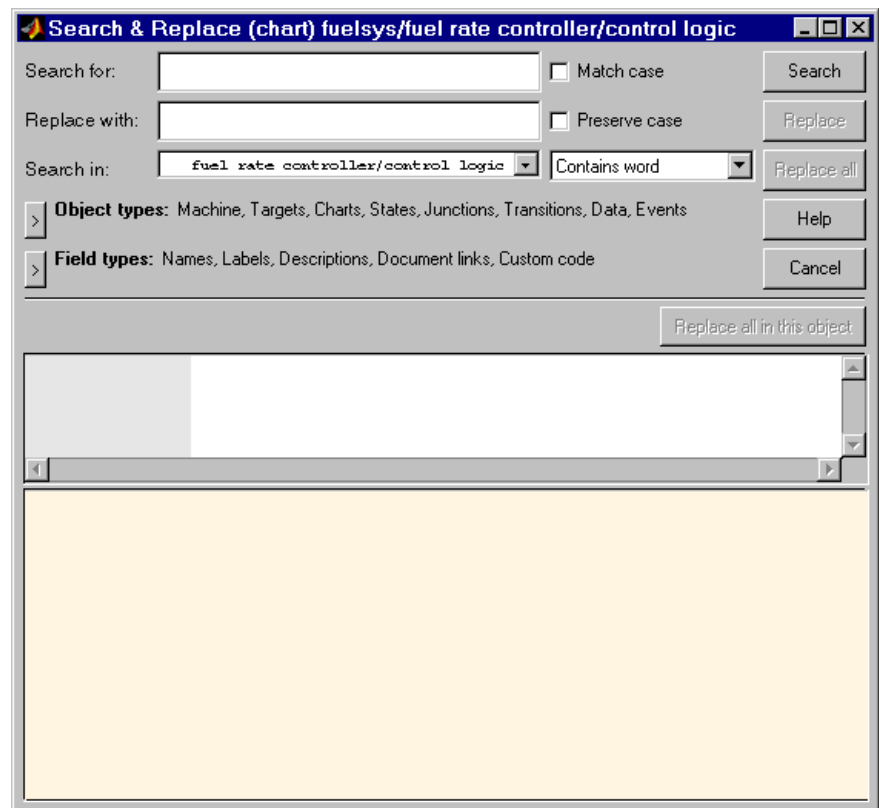 Search & Replace (chart) fuelsys/fuel rate controller/control logic
Search for: Match case Search
Replace with: Preserve case Replace
Search in: fuel rate controller/control logic Contains word Replace all
> Object types: Machine, Targets, Charts, States, Junctions, Transitions, Data, Events Help
> Field types: Names, Labels, Descriptions, Document links, Custom code Cancel
Replace all in this object